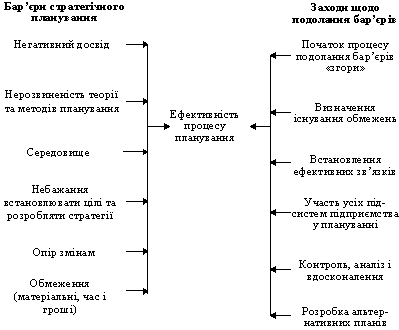 Бар’єри стратегічного
планування
Негативний досвід
Нерозвиненість теорії
та методів планування
Середовище
Небажання
встановлювати цілі та
розробляти стратегії
Опір змінам
Обмеження
(матеріальні, час і
гроші)
Ефективність
процесу
планування
Заходи щодо
подолання бар’єрів
Початок процесу
подолання бар’єрів
«згори»
Визначення
існування обмежень
Встановлення
ефективних зв’язків
Участь усіх під-
систем підприємства
у плануванні
Контроль, аналіз і
вдосконалення
Розробка альтер-
нативних планів